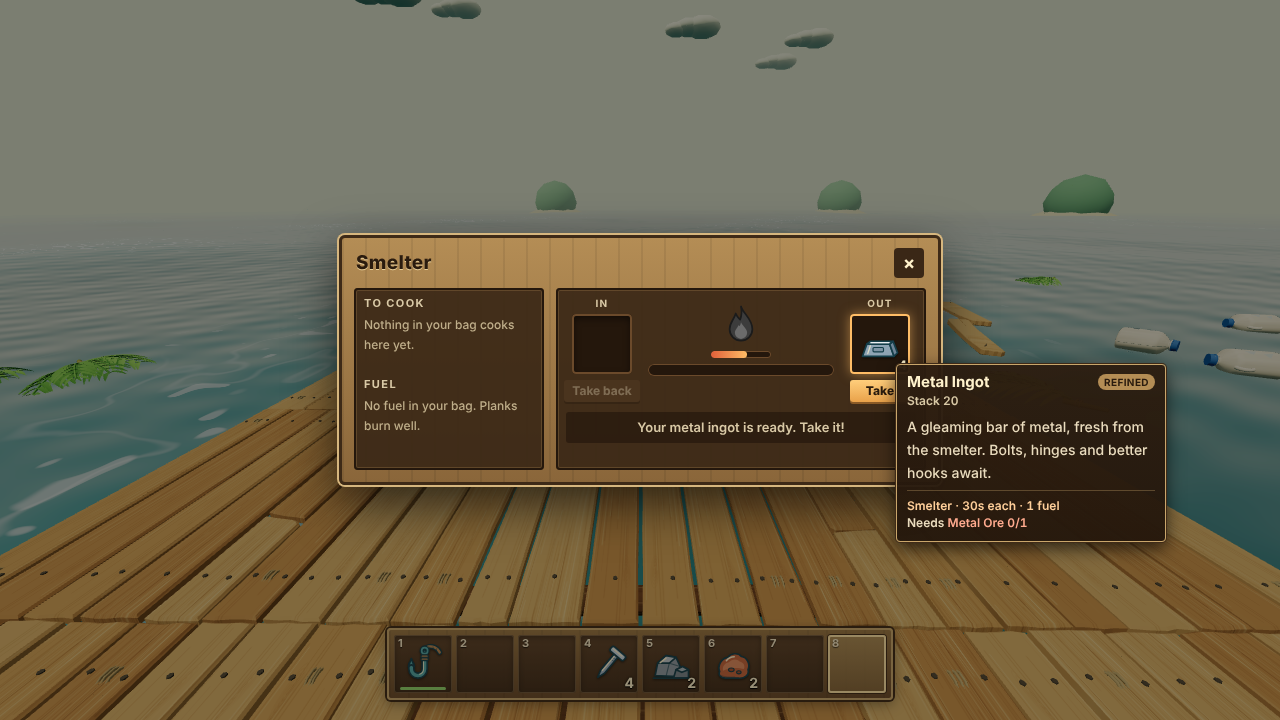 Smelter
×
TO COOK
Nothing in your bag cooks
here yet.
FUEL
No fuel in your bag. Planks
burn well.
IN
Take back
OUT
Take
Your metal ingot is ready. Take it!
Metal Ingot
REFINED
Stack 20
A gleaming bar of metal, fresh from
the smelter. Bolts, hinges and better
hooks await.
Smelter · 30s each · 1 fuel
Needs Metal Ore 0/1
1
2
3
4
4
5
2
6
2
7
8